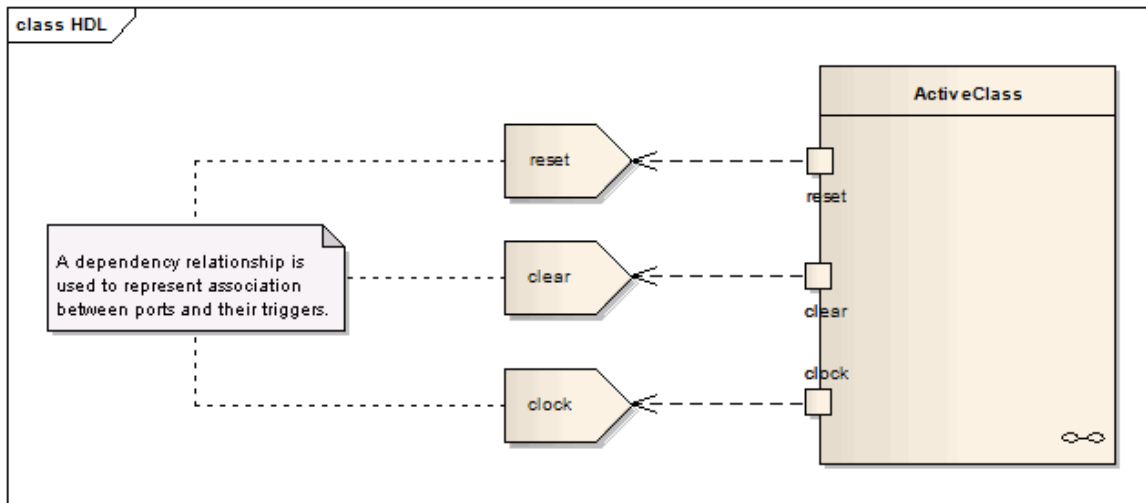 class HDL
ActiveClass
reset
reset
A dependency relationship is
used to represent association
between ports and their triggers.
clear
clear
clock
clock